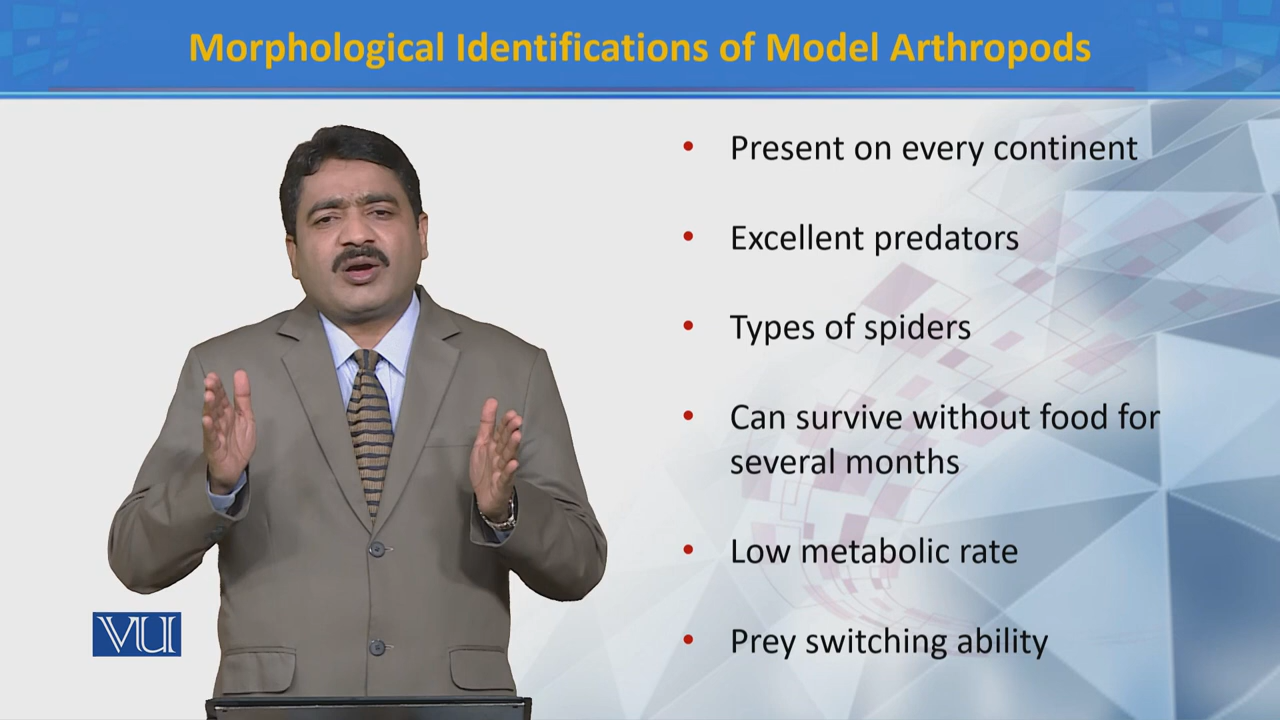 Morphological Identifications of Model Arthropods
• Present on every continent
• Excellent predators
• Types of spiders
• Can survive without food for
several months
• Low metabolic rate
• Prey switching ability
VU